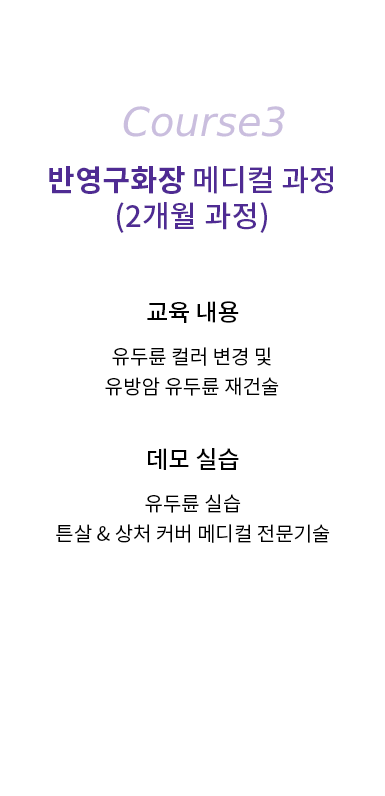 Course3
반영구화장 메디컬 과정
(2개월 과정)
교육 내용
유두륜 컬러 변경 및
유방암 유두륜 재건술
데모 실습
유두륜 실습
튼살 & 상처 커버 메디컬 전문기술